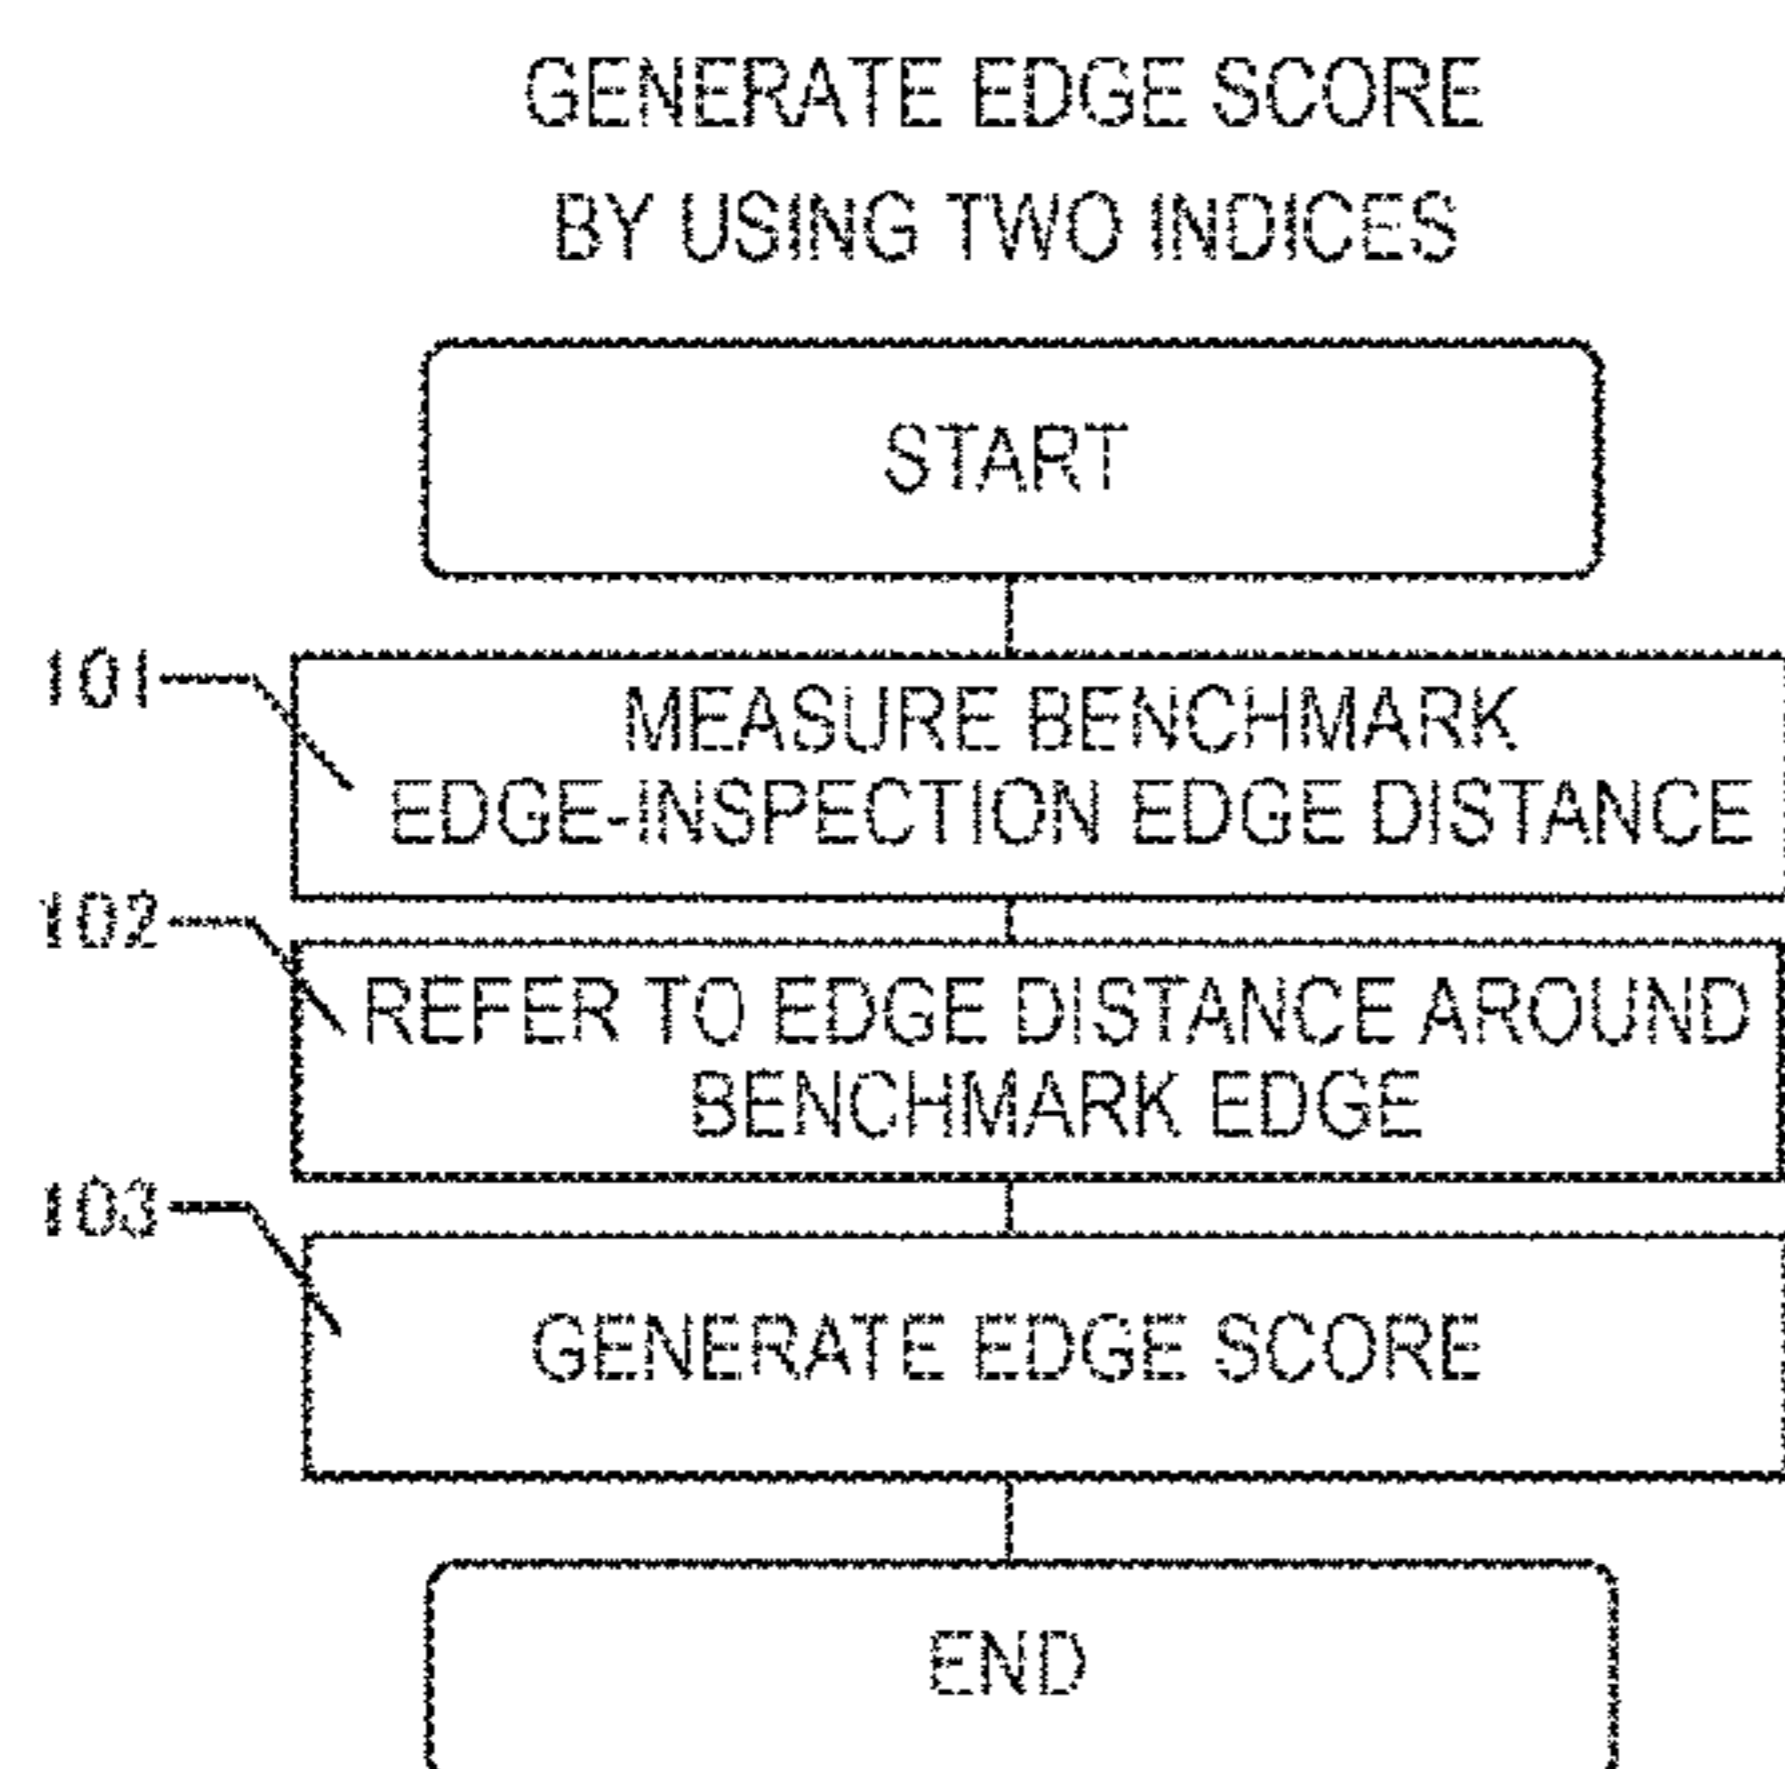 GENERATE EDGE SCORE
BY USING TWO INDICES
START
101
MEASURE BENCHMARK
EDGE-INSPECTION EDGE DISTANCE
102
REFER TO EDGE DISTANCE AROUND
BENCHMARK EDGE
103
GENERATE EDGE SCORE
END